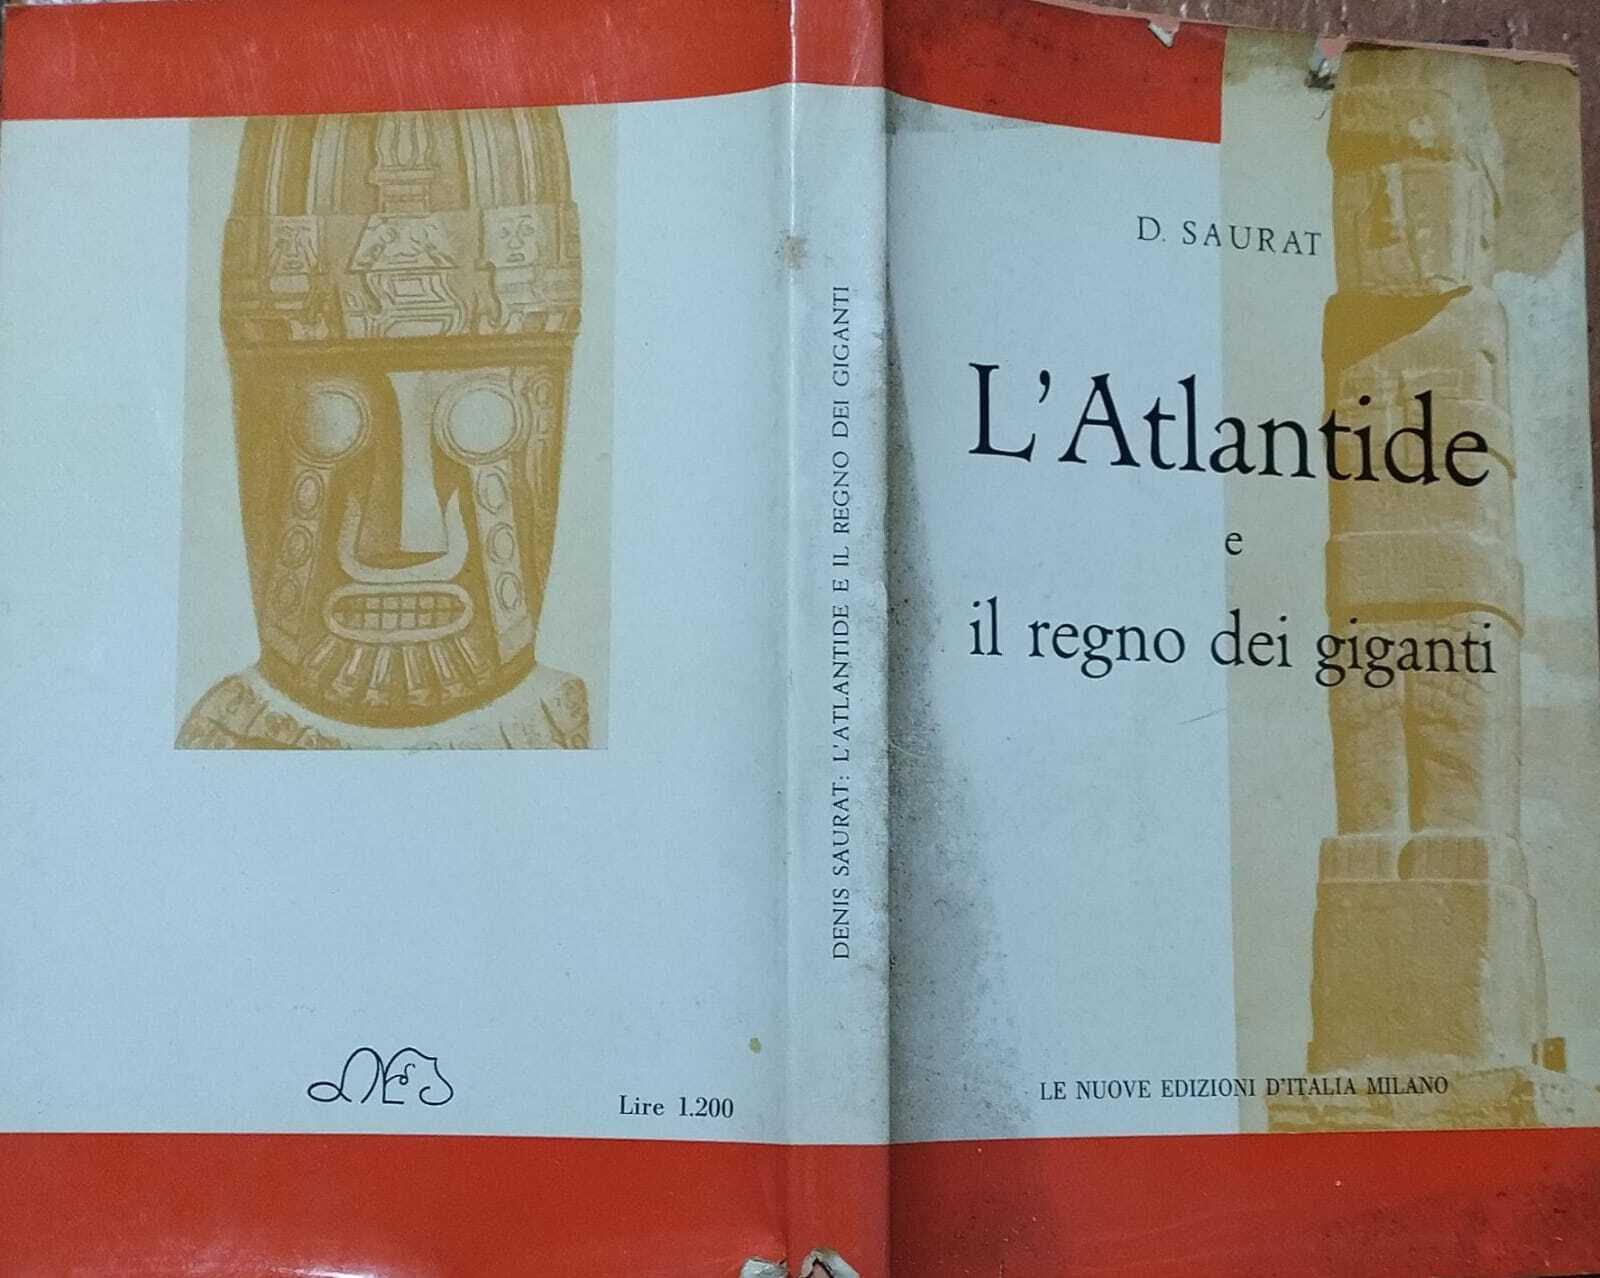 D. SAURAT
L'Atlantide
e
il regno dei giganti
LE NUOVE EDIZIONI D'ITALIA MILANO
DENIS SAURAT: L'ATLANTIDE E IL REGNO DEI GIGANTI
Lire 1.200